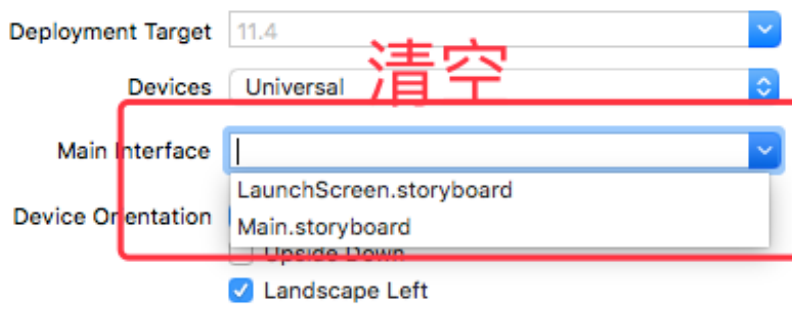 Deployment Target 11.4
清空
Devices Universal
Main Interface
LaunchScreen.storyboard
Device Orientation Main.storyboard
Upside Down
Landscape Left